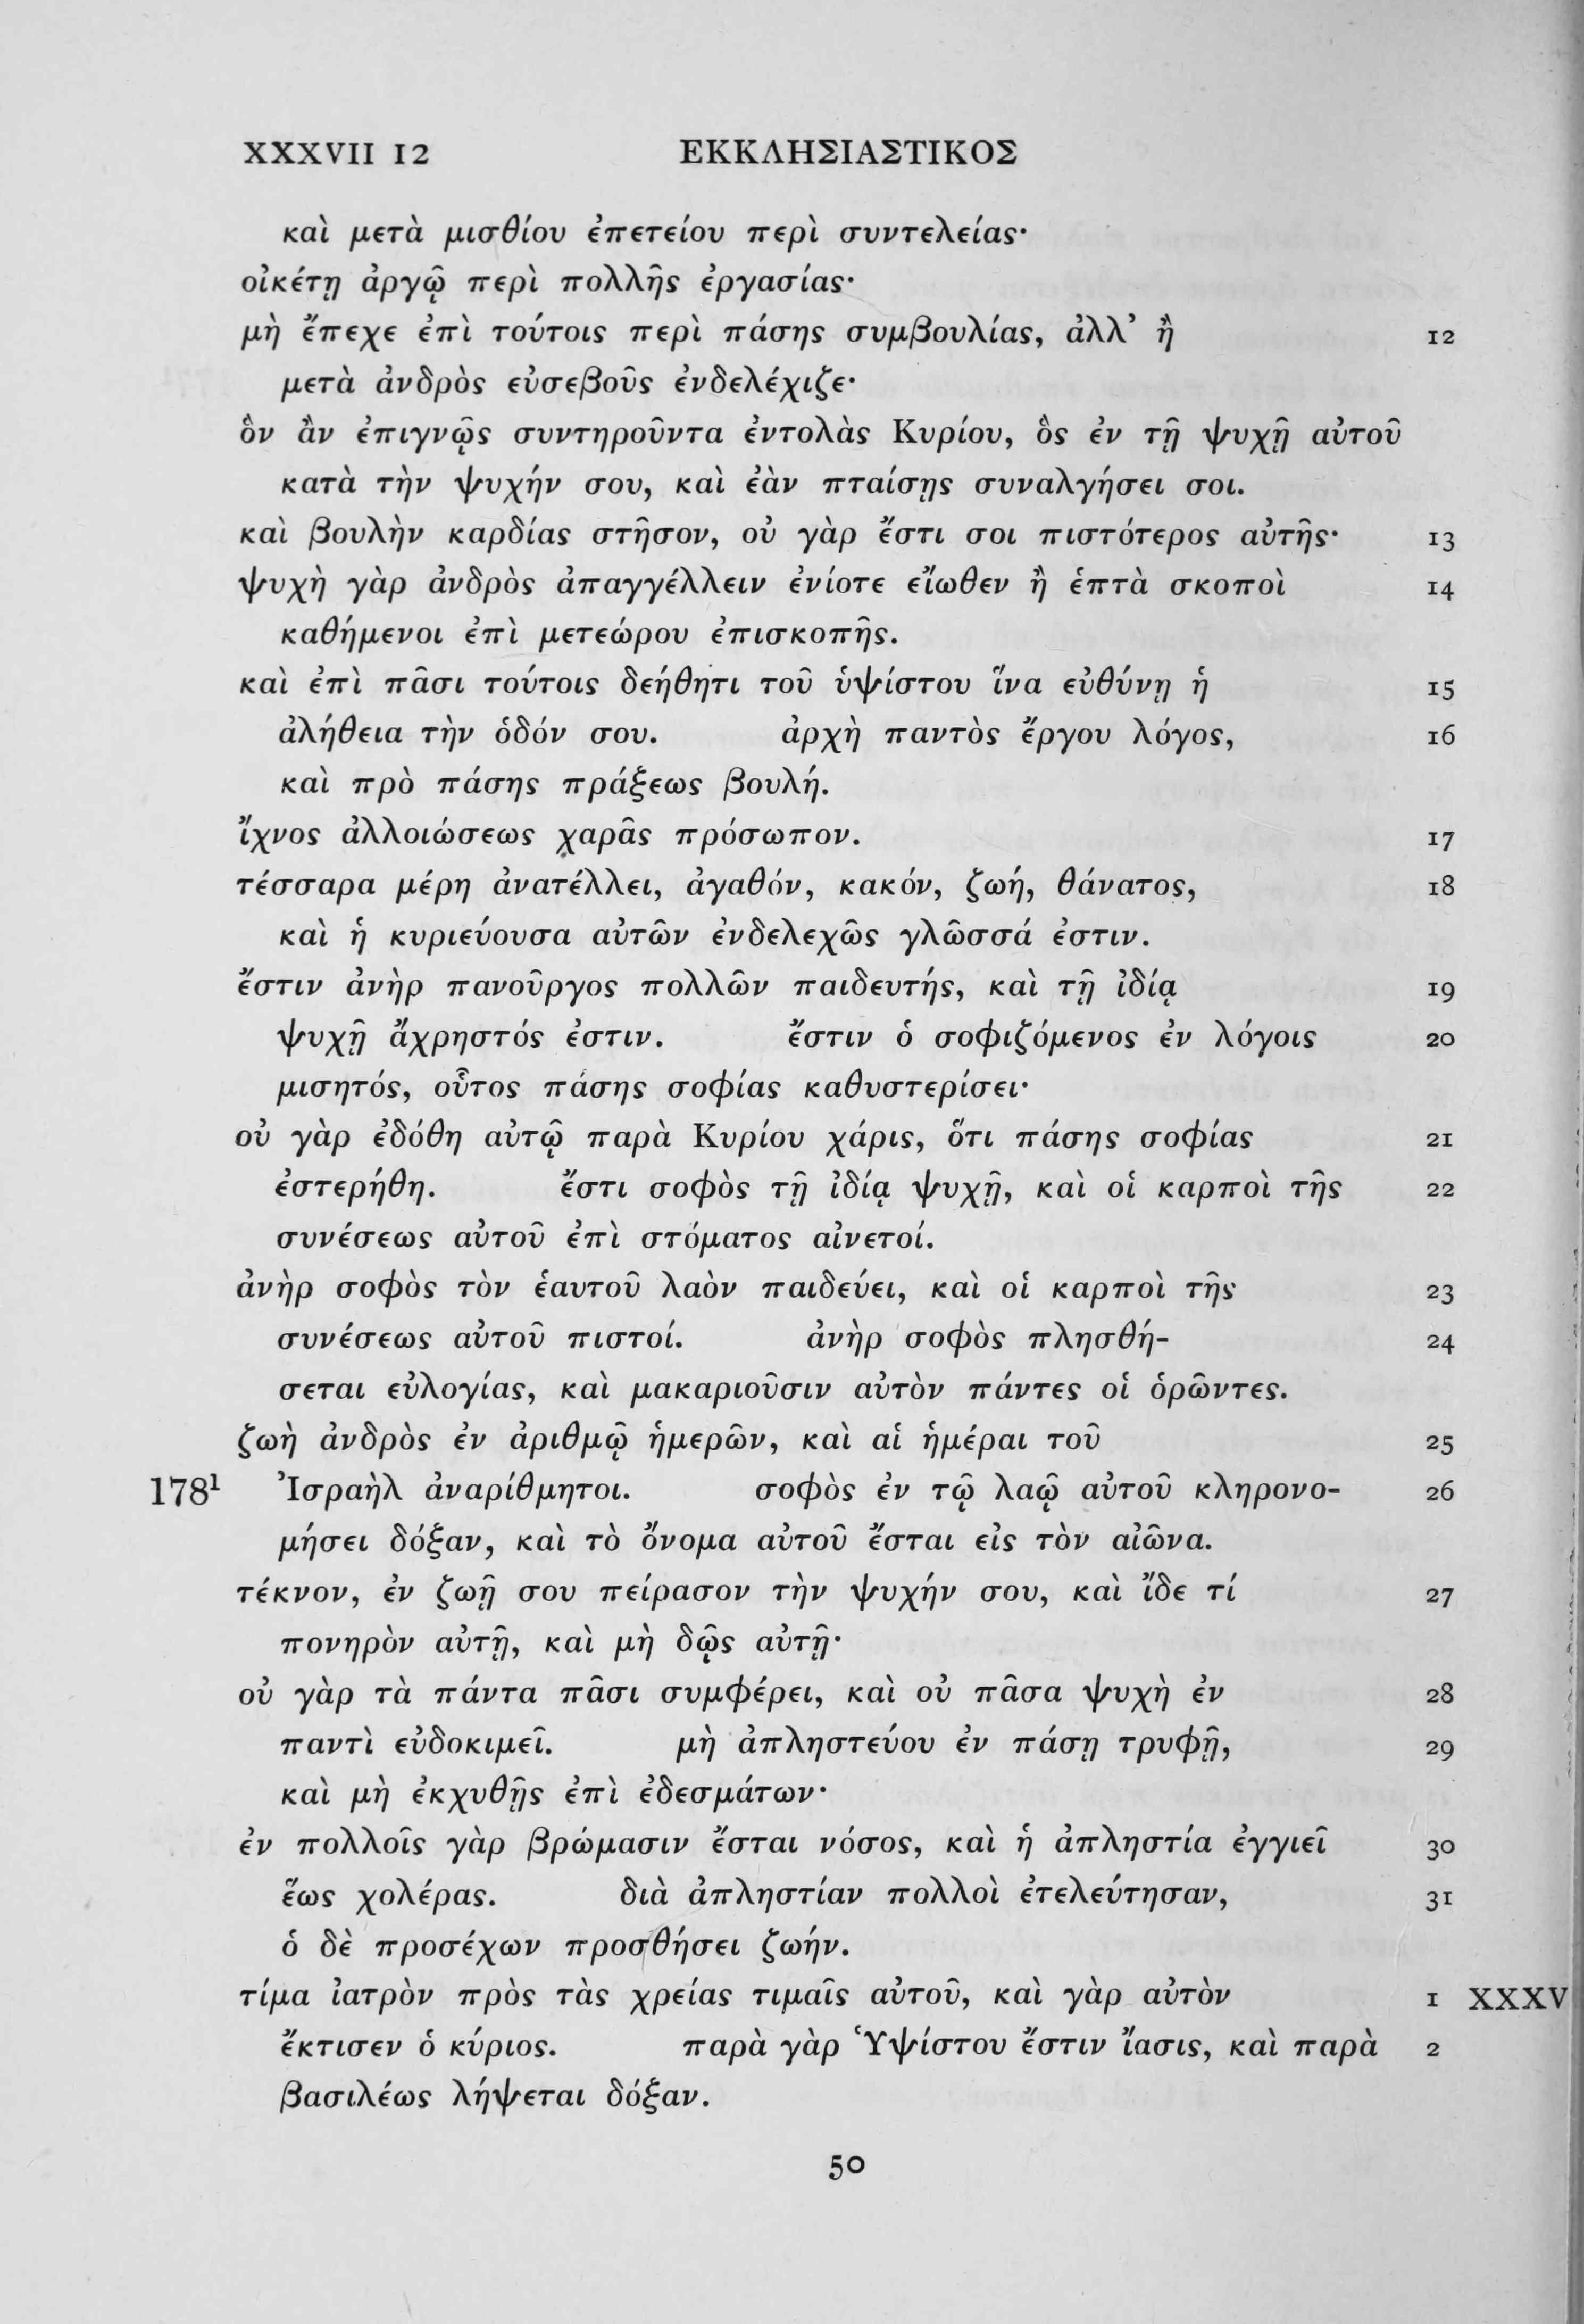 XXXVII 12 ΕΚΚΛΗΣΙΑΣΤΙΚΟΣ
καὶ μετὰ μισθίου ἐπετείου περὶ συντελείας·
οἰκέτῃ ἀργῷ περὶ πολλῆς ἐργασίας·
μὴ ἔπεχε ἐπὶ τούτοις περὶ πάσης συμβουλίας, ἀλλ’ ἢ 12
μετὰ ἀνδρὸς εὐσεβοῦς ἐνδελέχιζε·
ὃν ἂν ἐπιγνῷς συντηροῦντα ἐντολὰς Κυρίου, ὃς ἐν τῇ ψυχῇ αὐτοῦ
κατὰ τὴν ψυχήν σου, καὶ ἐὰν πταίσῃς συναλγήσει σοι.
καὶ βουλὴν καρδίας στῆσον, οὐ γὰρ ἔστι σοι πιστότερος αὐτῆς· 13
ψυχὴ γὰρ ἀνδρὸς ἀπαγγέλλειν ἐνίοτε εἴωθεν ἢ ἑπτὰ σκοποὶ 14
καθήμενοι ἐπὶ μετεώρου ἐπισκοπῆς.
καὶ ἐπὶ πᾶσι τούτοις δεήθητι τοῦ ὑψίστου ἵνα εὐθύνῃ ἡ 15
ἀλήθεια τὴν ὁδόν σου. ἀρχὴ παντὸς ἔργου λόγος, 16
καὶ πρὸ πάσης πράξεως βουλή.
ἴχνος ἀλλοιώσεως χαρᾶς πρόσωπον. 17
τέσσαρα μέρη ἀνατέλλει, ἀγαθόν, κακόν, ζωή, θάνατος, 18
καὶ ἡ κυριεύουσα αὐτῶν ἐνδελεχῶς γλῶσσά ἐστιν.
ἔστιν ἀνὴρ πανοῦργος πολλῶν παιδευτής, καὶ τῇ ἰδίᾳ 19
ψυχῇ ἄχρηστός ἐστιν. ἔστιν ὁ σοφιζόμενος ἐν λόγοις 20
μισητός, οὗτος πάσης σοφίας καθυστερίσει·
οὐ γὰρ ἐδόθη αὐτῷ παρὰ Κυρίου χάρις, ὅτι πάσης σοφίας 21
ἐστερήθη. ἔστι σοφὸς τῇ ἰδίᾳ ψυχῇ, καὶ οἱ καρποὶ τῆς 22
συνέσεως αὐτοῦ ἐπὶ στόματος αἰνετοί.
ἀνὴρ σοφὸς τὸν ἑαυτοῦ λαὸν παιδεύει, καὶ οἱ καρποὶ τῆς 23
συνέσεως αὐτοῦ πιστοί. ἀνὴρ σοφὸς πλησθή- 24
σεται εὐλογίας, καὶ μακαριοῦσιν αὐτὸν πάντες οἱ ὁρῶντες.
ζωὴ ἀνδρὸς ἐν ἀριθμῷ ἡμερῶν, καὶ αἱ ἡμέραι τοῦ 25
178¹ Ἰσραὴλ ἀναρίθμητοι. σοφὸς ἐν τῷ λαῷ αὐτοῦ κληρονο- 26
μήσει δόξαν, καὶ τὸ ὄνομα αὐτοῦ ἔσται εἰς τὸν αἰῶνα.
τέκνον, ἐν ζωῇ σου πείρασον τὴν ψυχήν σου, καὶ ἴδε τί 27
πονηρὸν αὐτῇ, καὶ μὴ δῷς αὐτῇ·
οὐ γὰρ τὰ πάντα πᾶσι συμφέρει, καὶ οὐ πᾶσα ψυχὴ ἐν 28
παντὶ εὐδοκιμεῖ. μὴ ἀπληστεύου ἐν πάσῃ τρυφῇ, 29
καὶ μὴ ἐκχυθῇς ἐπὶ ἐδεσμάτων·
ἐν πολλοῖς γὰρ βρώμασιν ἔσται νόσος, καὶ ἡ ἀπληστία ἐγγιεῖ 30
ἕως χολέρας. διὰ ἀπληστίαν πολλοὶ ἐτελεύτησαν, 31
ὁ δὲ προσέχων προσθήσει ζωήν.
τίμα ἰατρὸν πρὸς τὰς χρείας τιμαῖς αὐτοῦ, καὶ γὰρ αὐτὸν 1 XXXV
ἔκτισεν ὁ κύριος. παρὰ γὰρ Ὑψίστου ἔστιν ἴασις, καὶ παρὰ 2
βασιλέως λήψεται δόξαν.
50